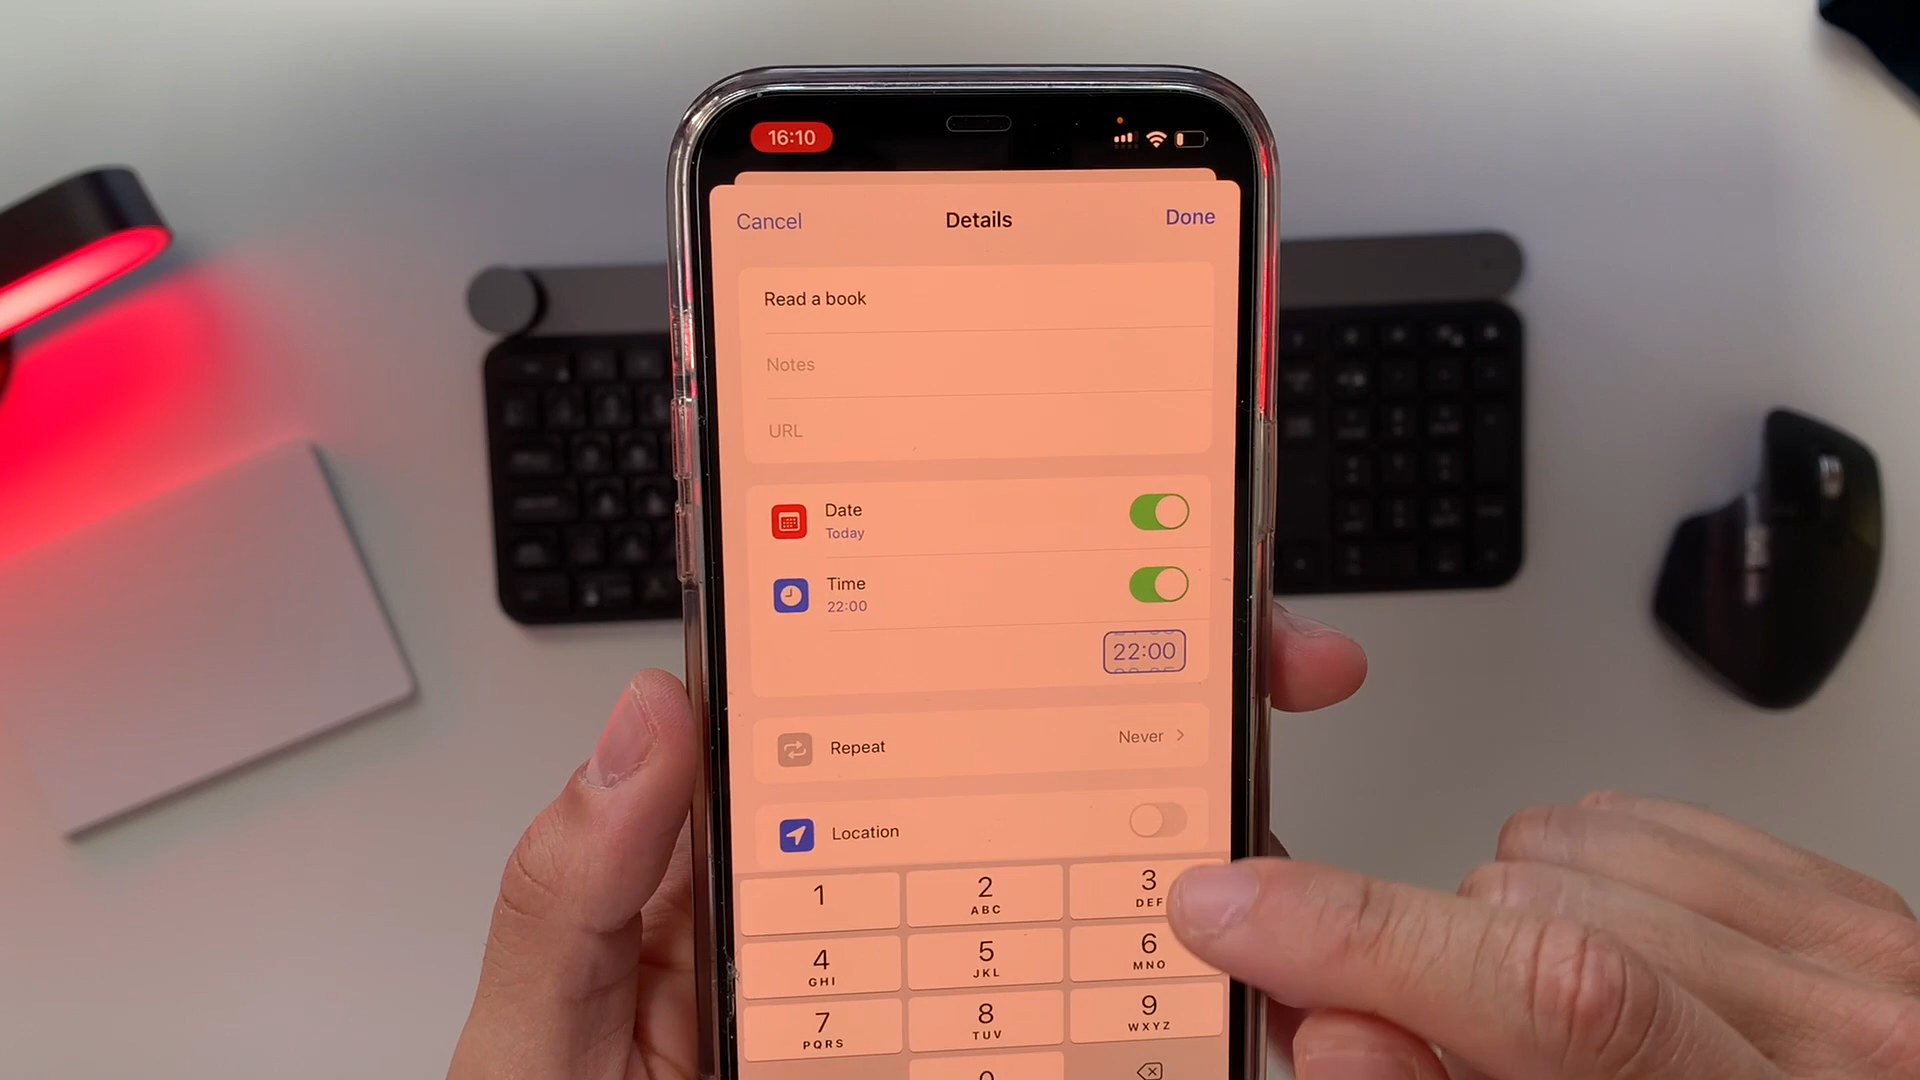 16:10
Cancel
Details
Done
Read a book
Notes
URL
Date
Today
Time
22:00
22:00
Repeat
Never
Location
1
2
ABC
3
DEF
4
GHI
5
JKL
6
MNO
7
PQRS
8
TUV
9
WXYZ
0